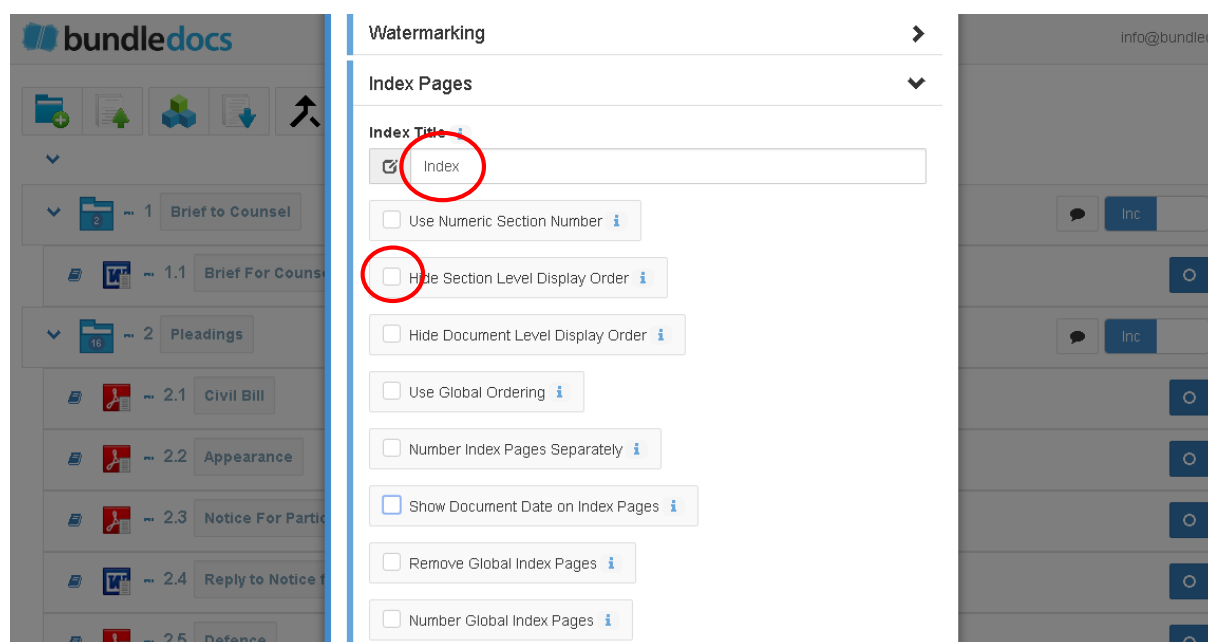 bundledocs
info@bundled
1 Brief to Counsel
2
Inc
1.1 Brief For Couns
2 Pleadings
16
Inc
2.1 Civil Bill
2.2 Appearance
2.3 Notice For Partic
2.4 Reply to Notice f
2.5 Defence
Watermarking
Index Pages
Index Title
Index
Use Numeric Section Number
Hide Section Level Display Order
Hide Document Level Display Order
Use Global Ordering
Number Index Pages Separately
Show Document Date on Index Pages
Remove Global Index Pages
Number Global Index Pages